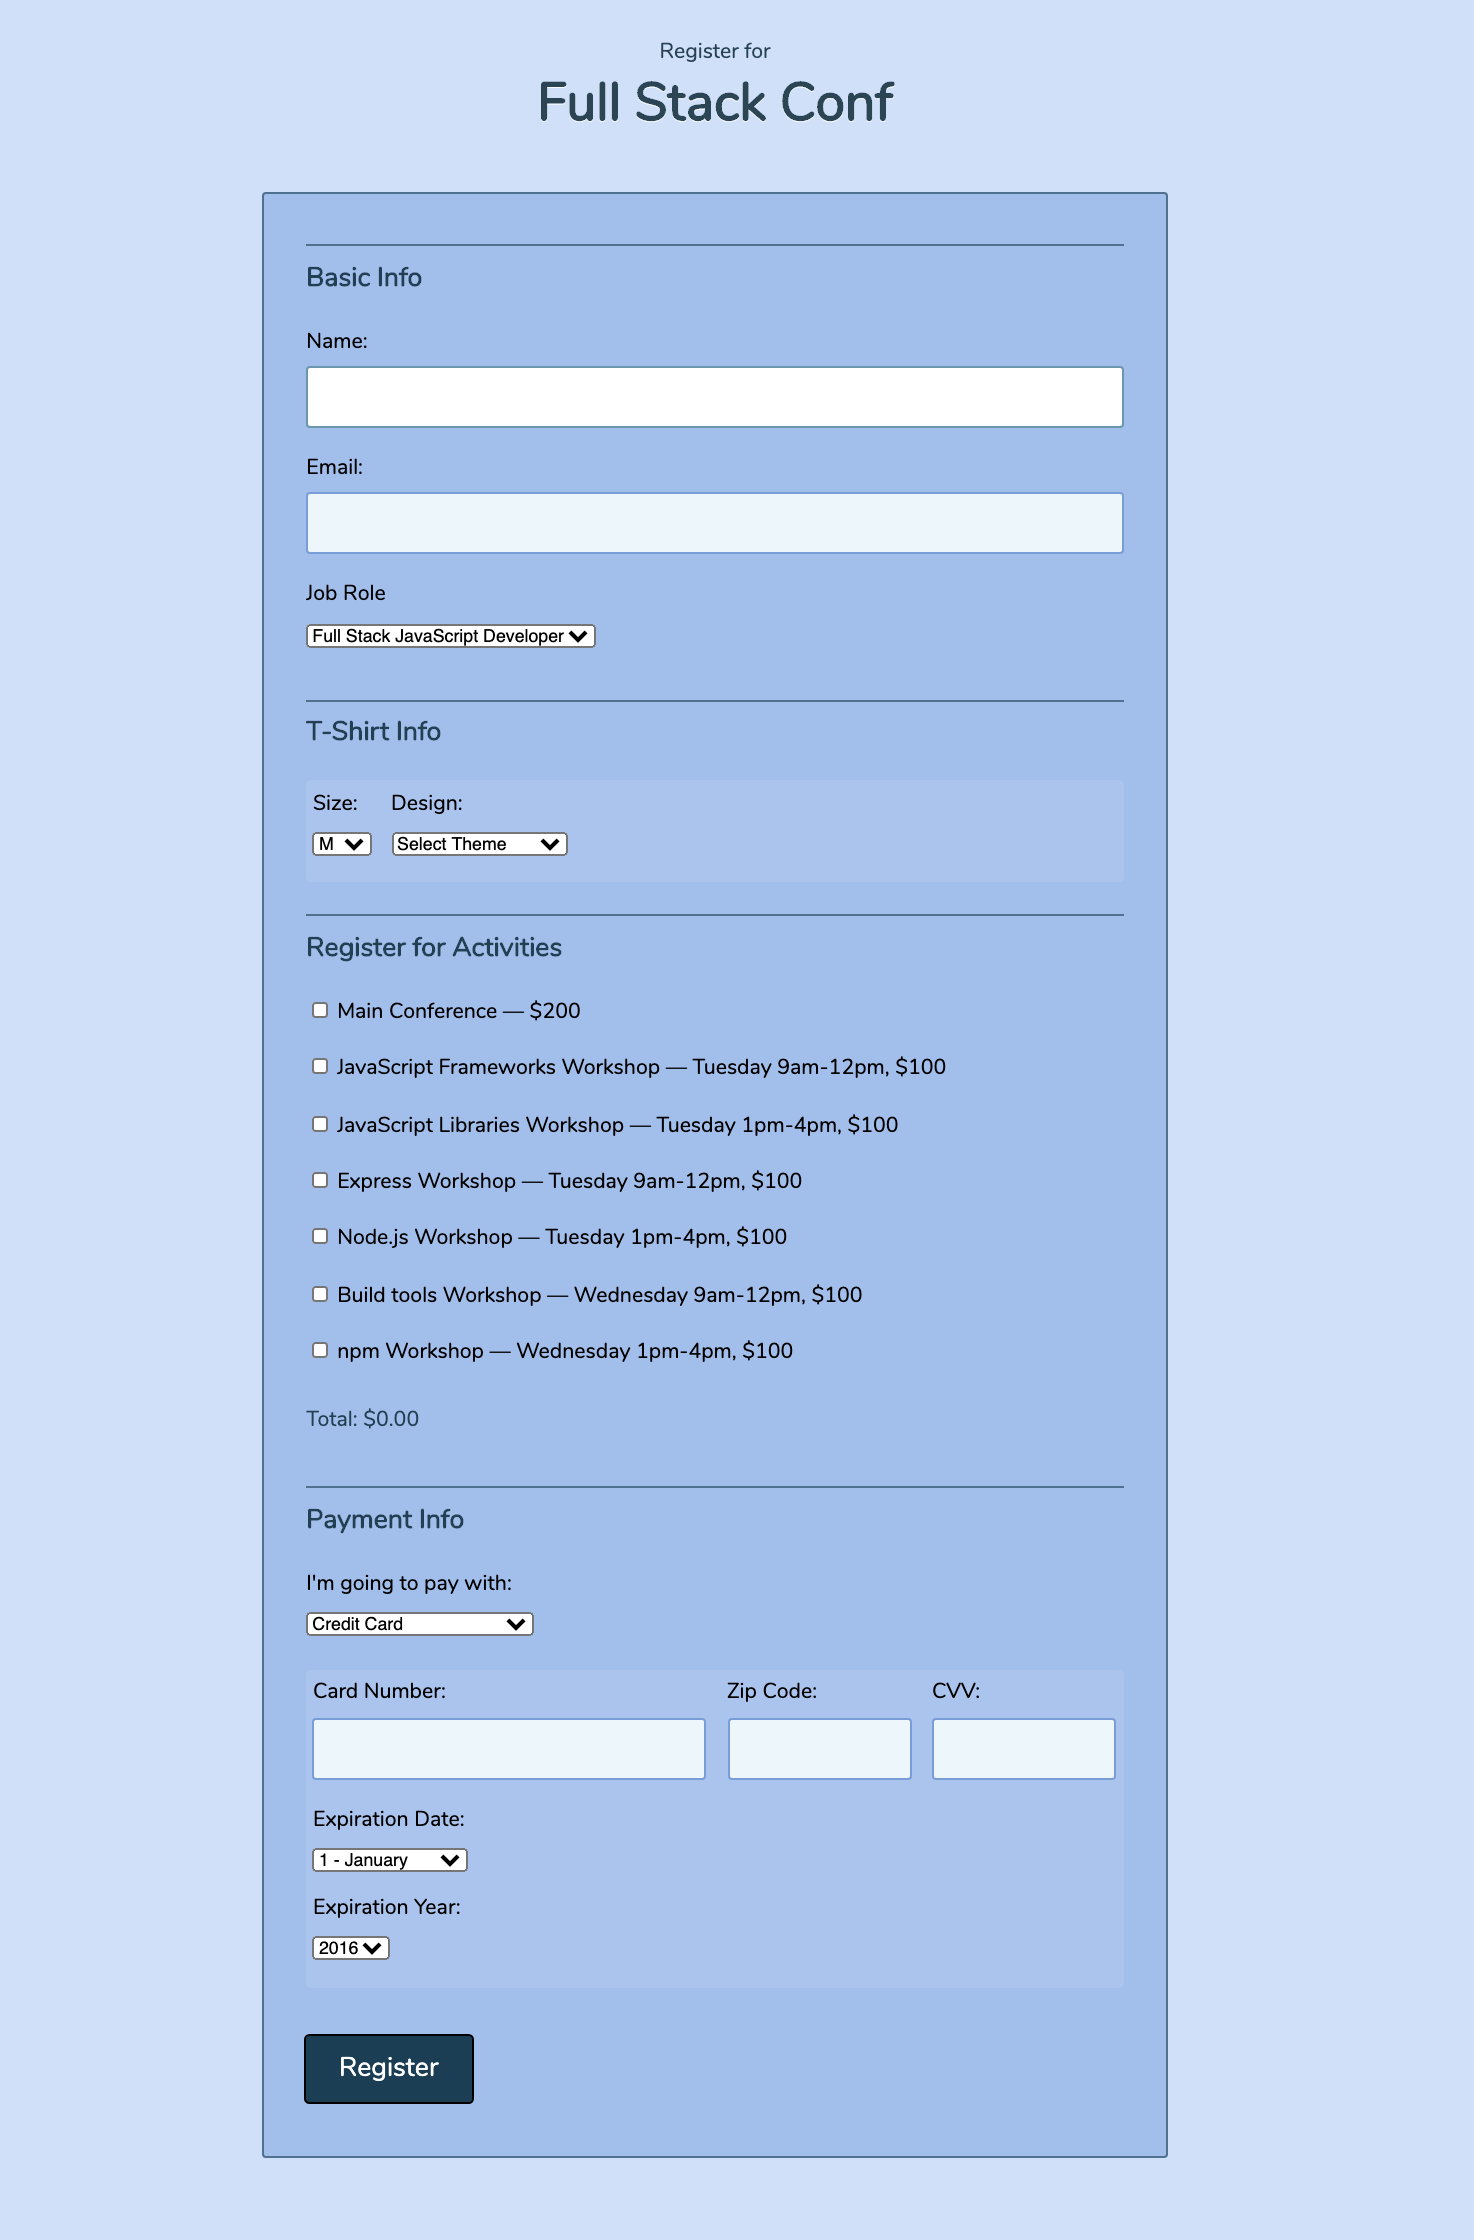 Register for
Full Stack Conf
Basic Info
Name:
Email:
Job Role
Full Stack JavaScript Developer
T-Shirt Info
Size: Design:
M Select Theme
Register for Activities
Main Conference — $200
JavaScript Frameworks Workshop — Tuesday 9am-12pm, $100
JavaScript Libraries Workshop — Tuesday 1pm-4pm, $100
Express Workshop — Tuesday 9am-12pm, $100
Node.js Workshop — Tuesday 1pm-4pm, $100
Build tools Workshop — Wednesday 9am-12pm, $100
npm Workshop — Wednesday 1pm-4pm, $100
Total: $0.00
Payment Info
I'm going to pay with:
Credit Card
Card Number: Zip Code: CVV:
Expiration Date:
1 - January
Expiration Year:
2016
Register